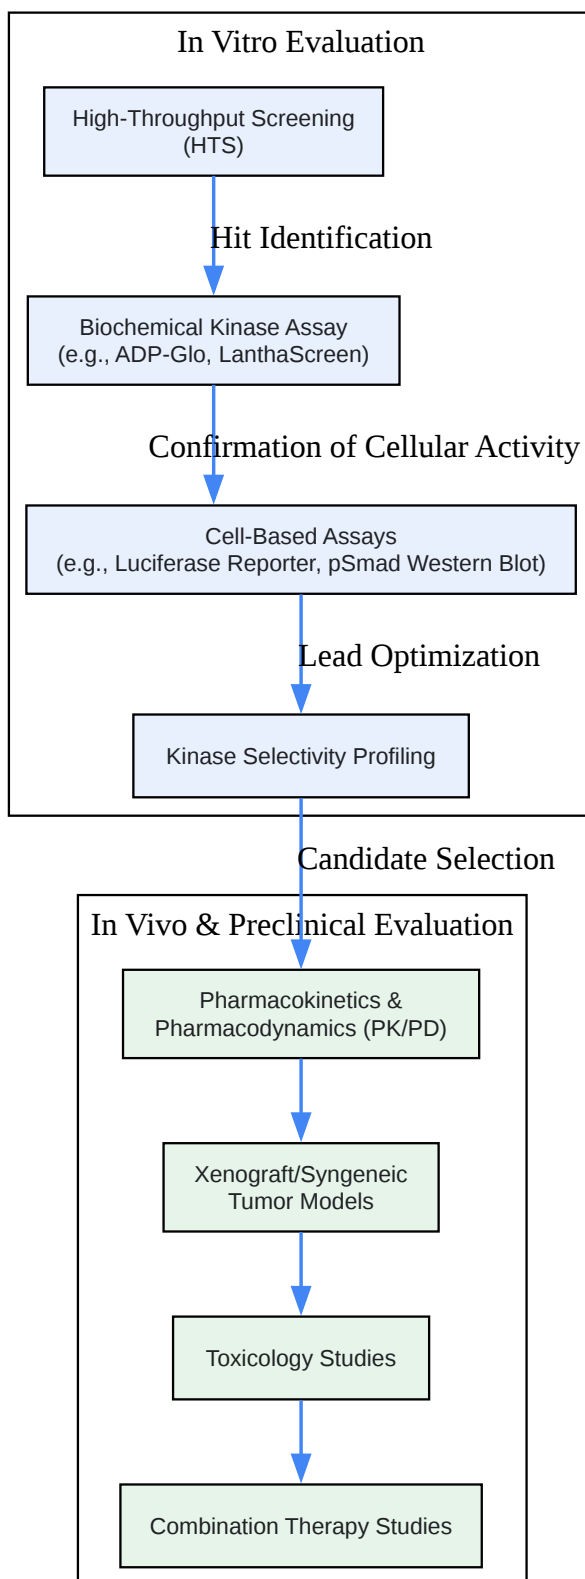 In Vitro Evaluation
High-Throughput Screening
(HTS)
Hit Identification
Biochemical Kinase Assay
(e.g., ADP-Glo, LanthaScreen)
Confirmation of Cellular Activity
Cell-Based Assays
(e.g., Luciferase Reporter, pSmad Western Blot)
Lead Optimization
Kinase Selectivity Profiling
Candidate Selection
In Vivo & Preclinical Evaluation
Pharmacokinetics &
Pharmacodynamics (PK/PD)
Xenograft/Syngeneic
Tumor Models
Toxicology Studies
Combination Therapy Studies